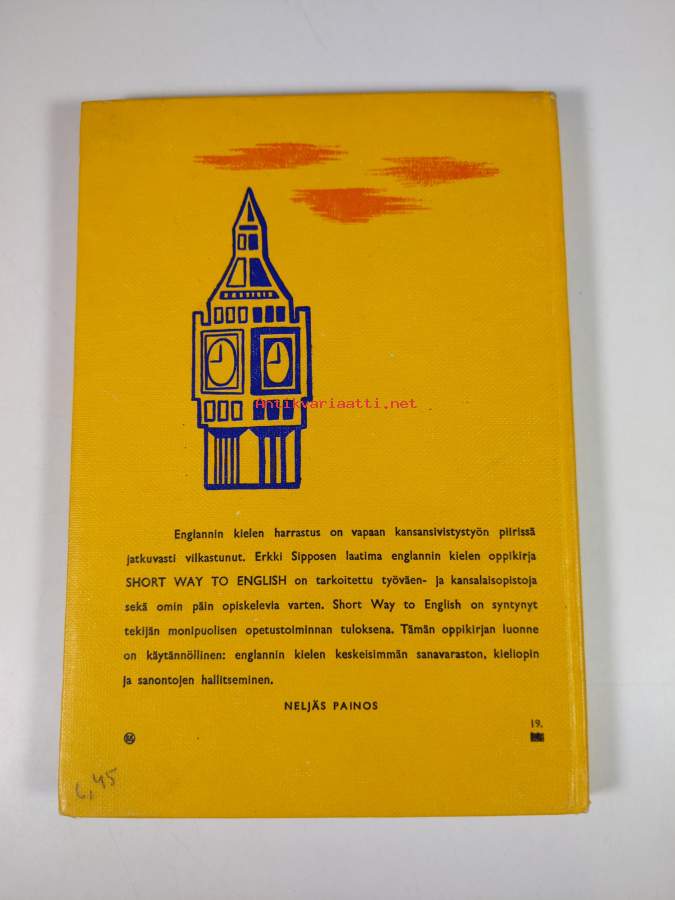 Antikvariaatti.net
Englannin kielen harrastus on vapaan kansansivistystyön piirissä
jatkuvasti vilkastunut. Erkki Sipposen laatima englannin kielen oppikirja
SHORT WAY TO ENGLISH on tarkoitettu työväen- ja kansalaisopistoja
sekä omin päin opiskelevia varten. Short Way to English on syntynyt
tekijän monipuolisen opetustoiminnan tuloksena. Tämän oppikirjan luonne
on käytännöllinen: englannin kielen keskeisimmän sanavaraston, kieliopin
ja sanontojen hallitseminen.
NELJÄS PAINOS
19.
6,45